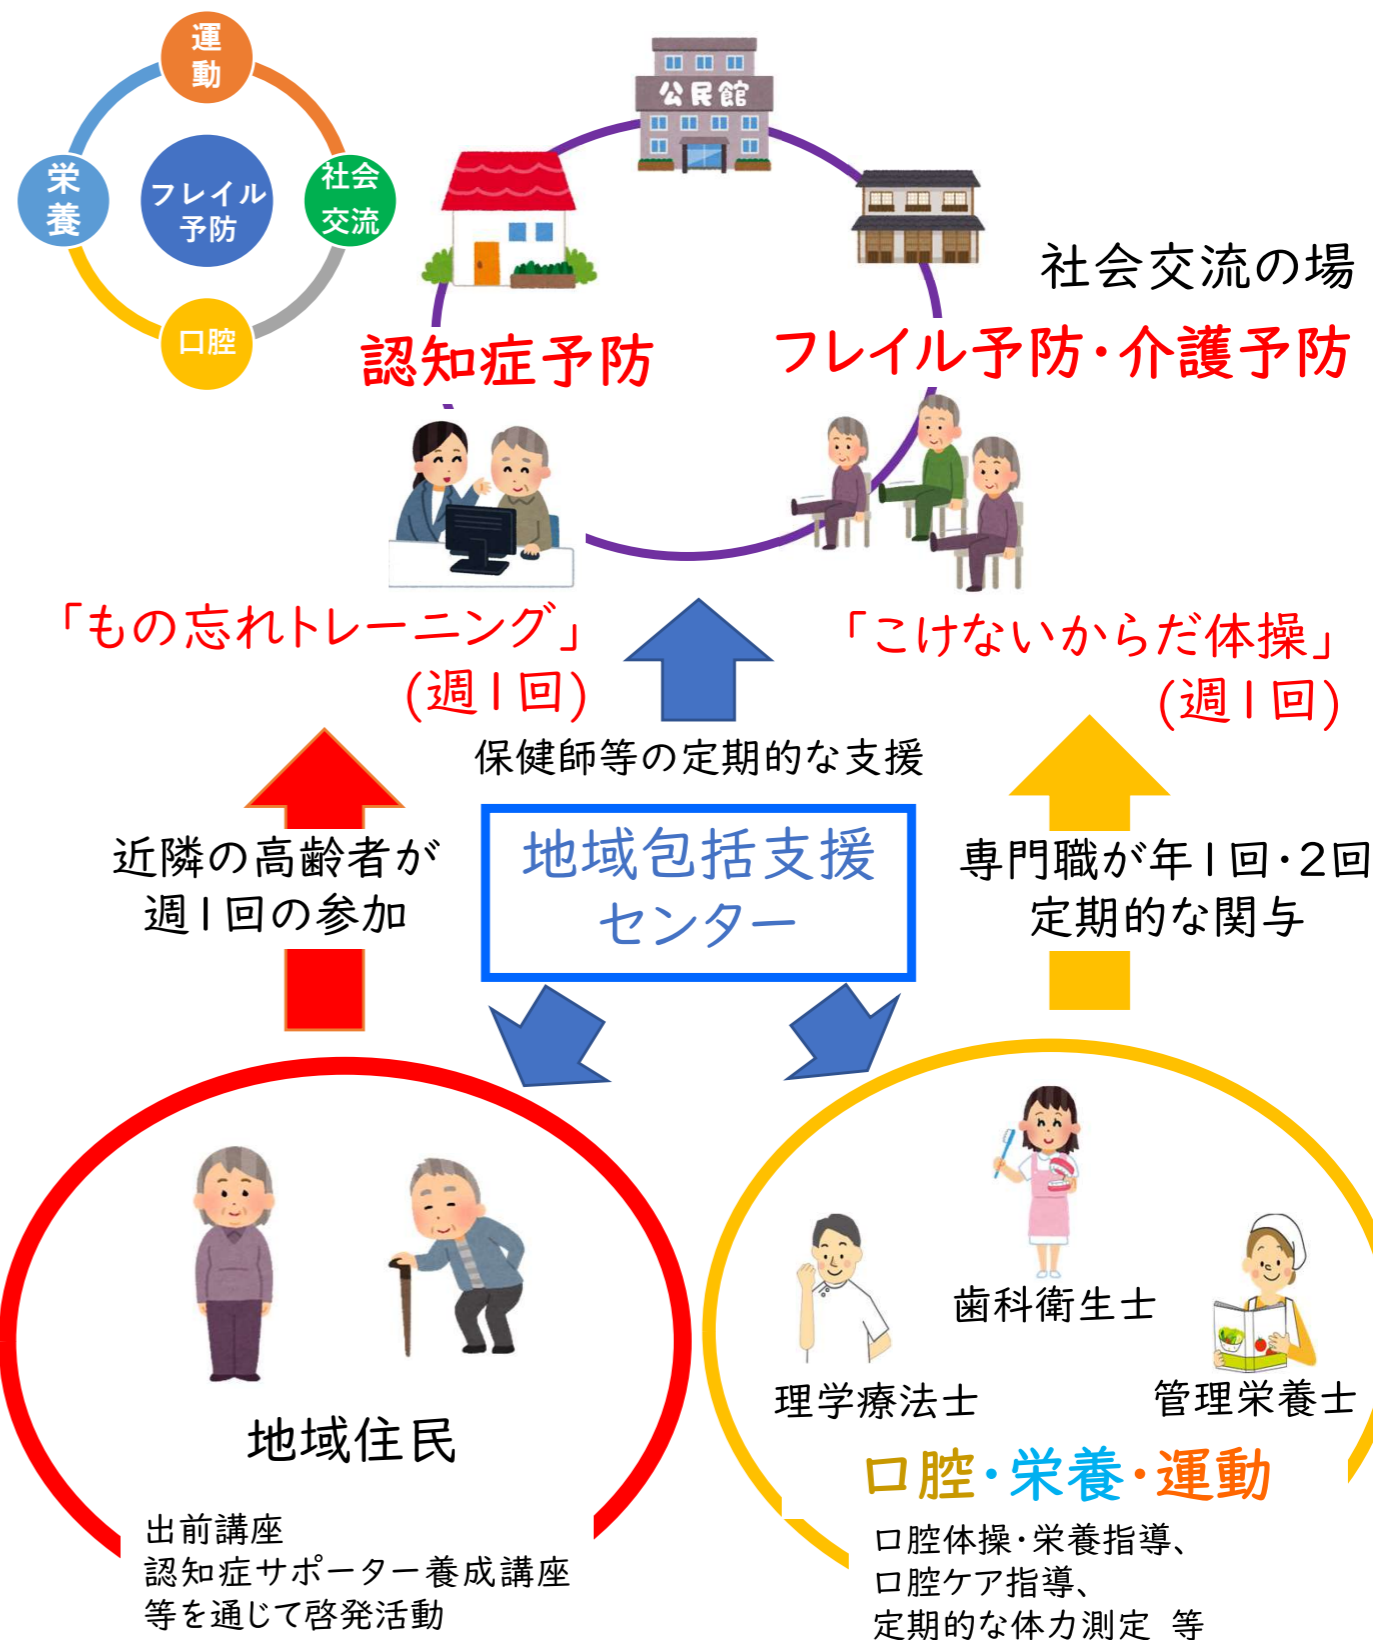 運
動
栄
養
フレイル
予防
社会
交流
口腔
公民館
社会交流の場
認知症予防
フレイル予防・介護予防
「もの忘れトレーニング」
(週1回)
「こけないからだ体操」
(週1回)
保健師等の定期的な支援
近隣の高齢者が
週1回の参加
地域包括支援
センター
専門職が年1回・2回
定期的な関与
地域住民
出前講座
認知症サポーター養成講座
等を通じて啓発活動
歯科衛生士
理学療法士
管理栄養士
口腔・栄養・運動
口腔体操・栄養指導、
口腔ケア指導、
定期的な体力測定 等